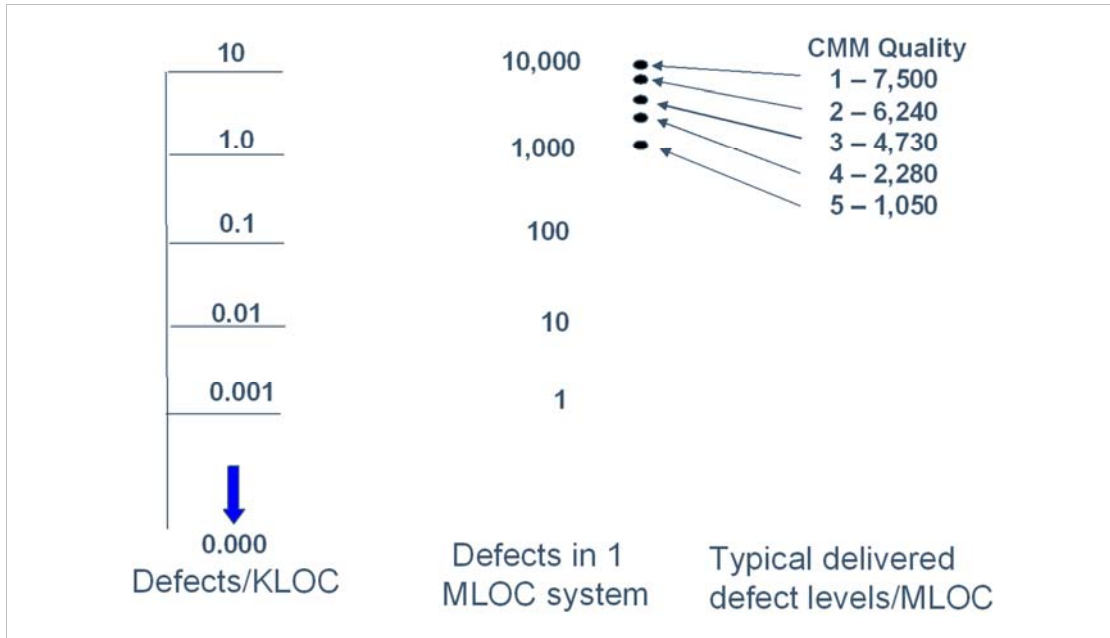 10
1.0
0.1
0.01
0.001
0.000
Defects/KLOC
10,000
1,000
100
10
1
Defects in 1
MLOC system
CMM Quality
1 – 7,500
2 – 6,240
3 – 4,730
4 – 2,280
5 – 1,050
Typical delivered
defect levels/MLOC